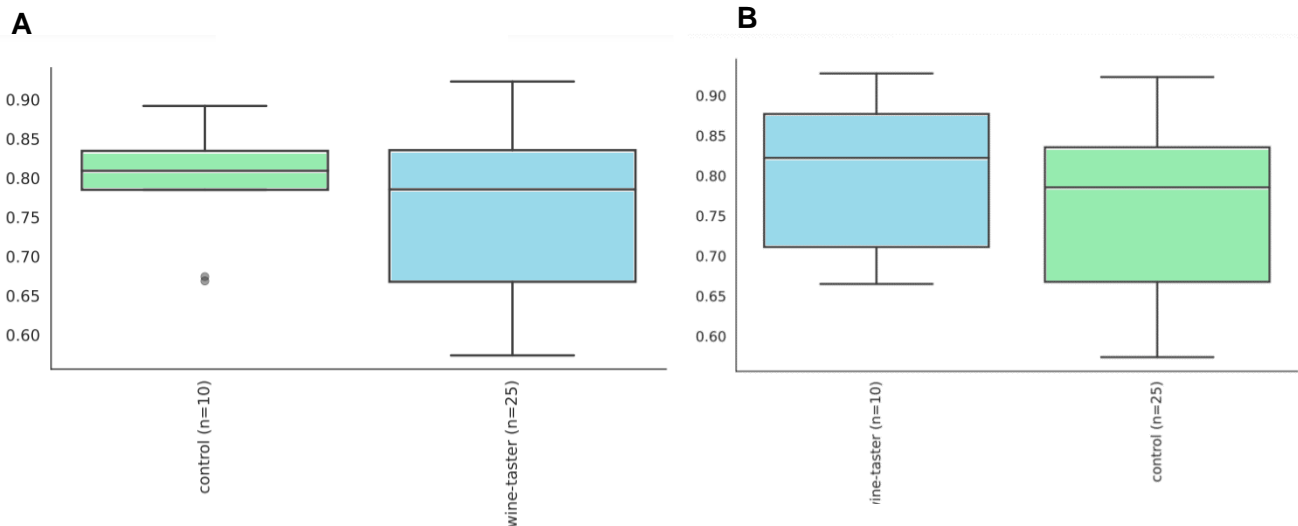 A
B
0.90
0.85
0.80
0.75
0.70
0.65
0.60
control (n=10)
wine-taster (n=25)
0.90
0.85
0.80
0.75
0.70
0.65
0.60
ine-taster (n=10)
control (n=25)